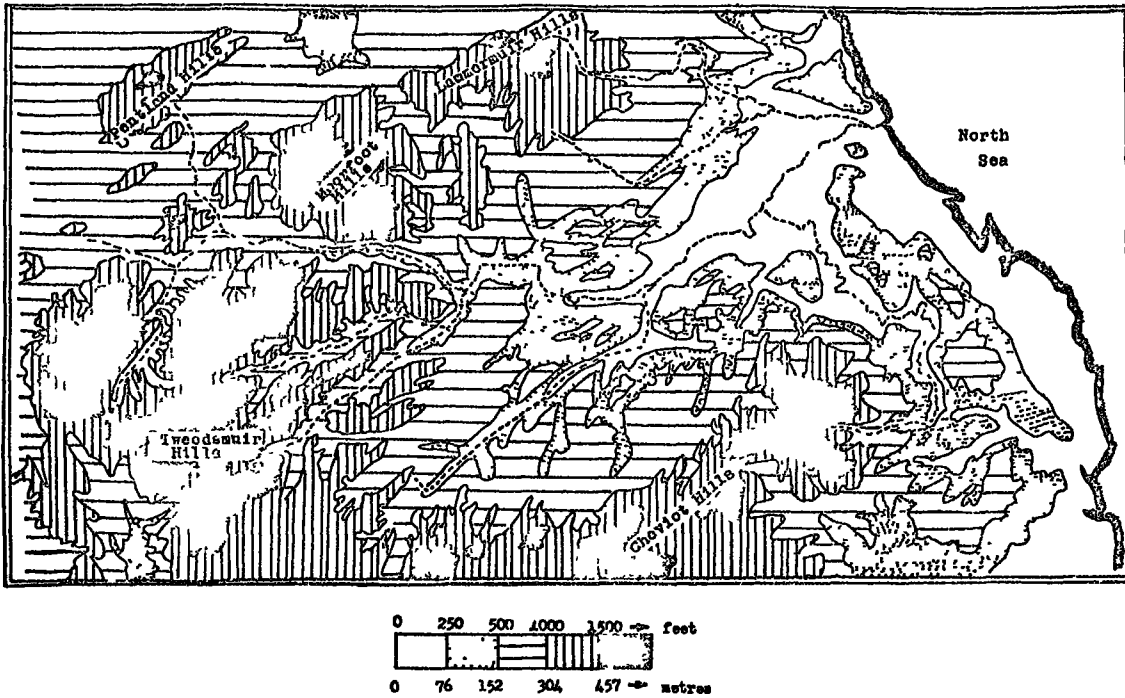 Pentland Hills
Lammermuir Hills
Moorfoot
Hills
North
Sea
Tweedsmuir
Hills
Cheviot Hills
0 250 500 1000 1500 → feet
0 76 152 304 457 → metres